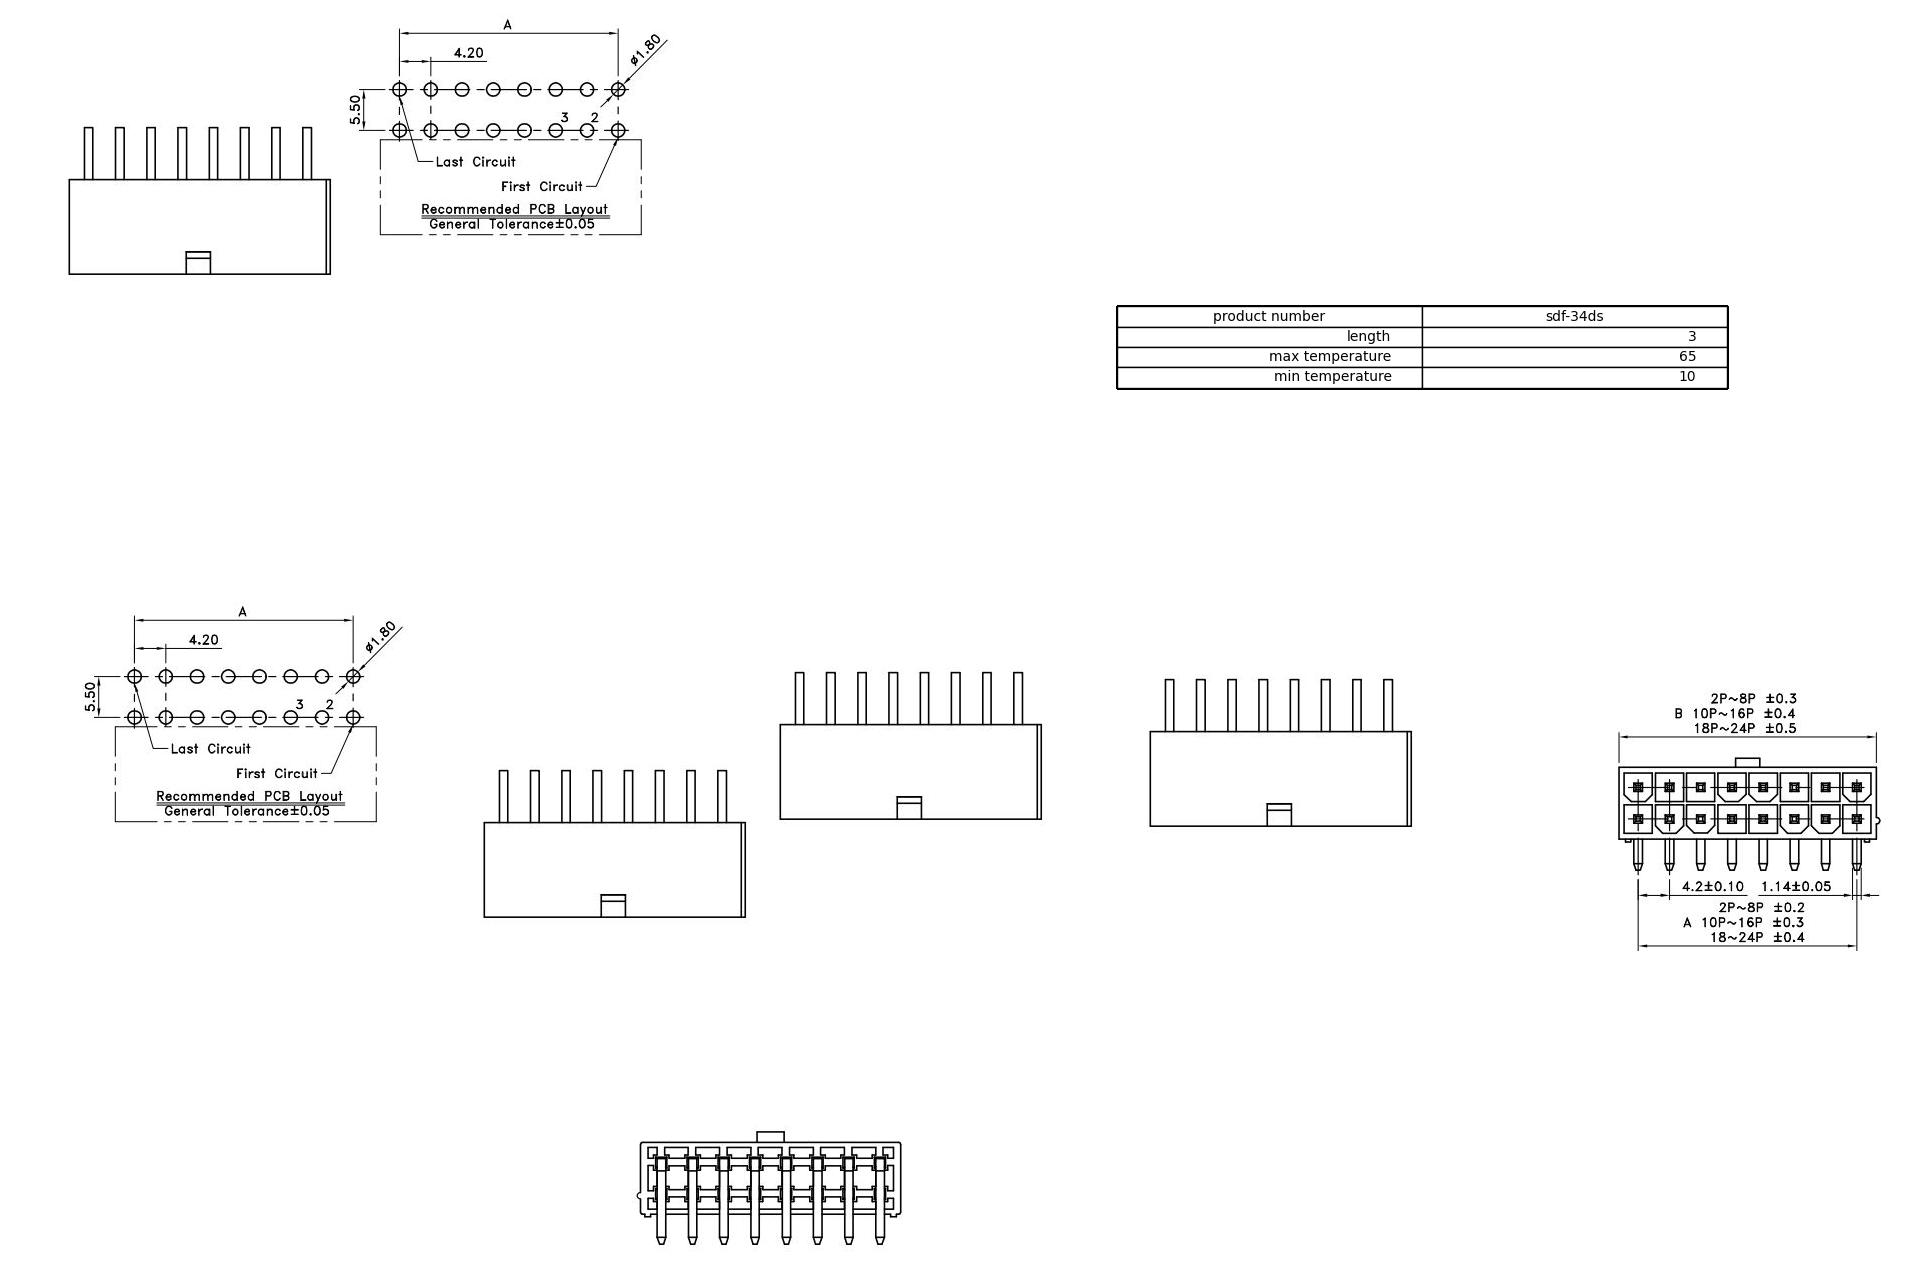 A
4.20
ø1.80
5.50
3 2
Last Circuit
First Circuit
Recommended PCB Layout
General Tolerance±0.05
product number sdf-34ds
length 3
max temperature 65
min temperature 10
A
4.20
ø1.80
5.50
3 2
Last Circuit
First Circuit
Recommended PCB Layout
General Tolerance±0.05
2P~8P ±0.3
B 10P~16P ±0.4
18P~24P ±0.5
4.2±0.10 1.14±0.05
2P~8P ±0.2
A 10P~16P ±0.3
18~24P ±0.4